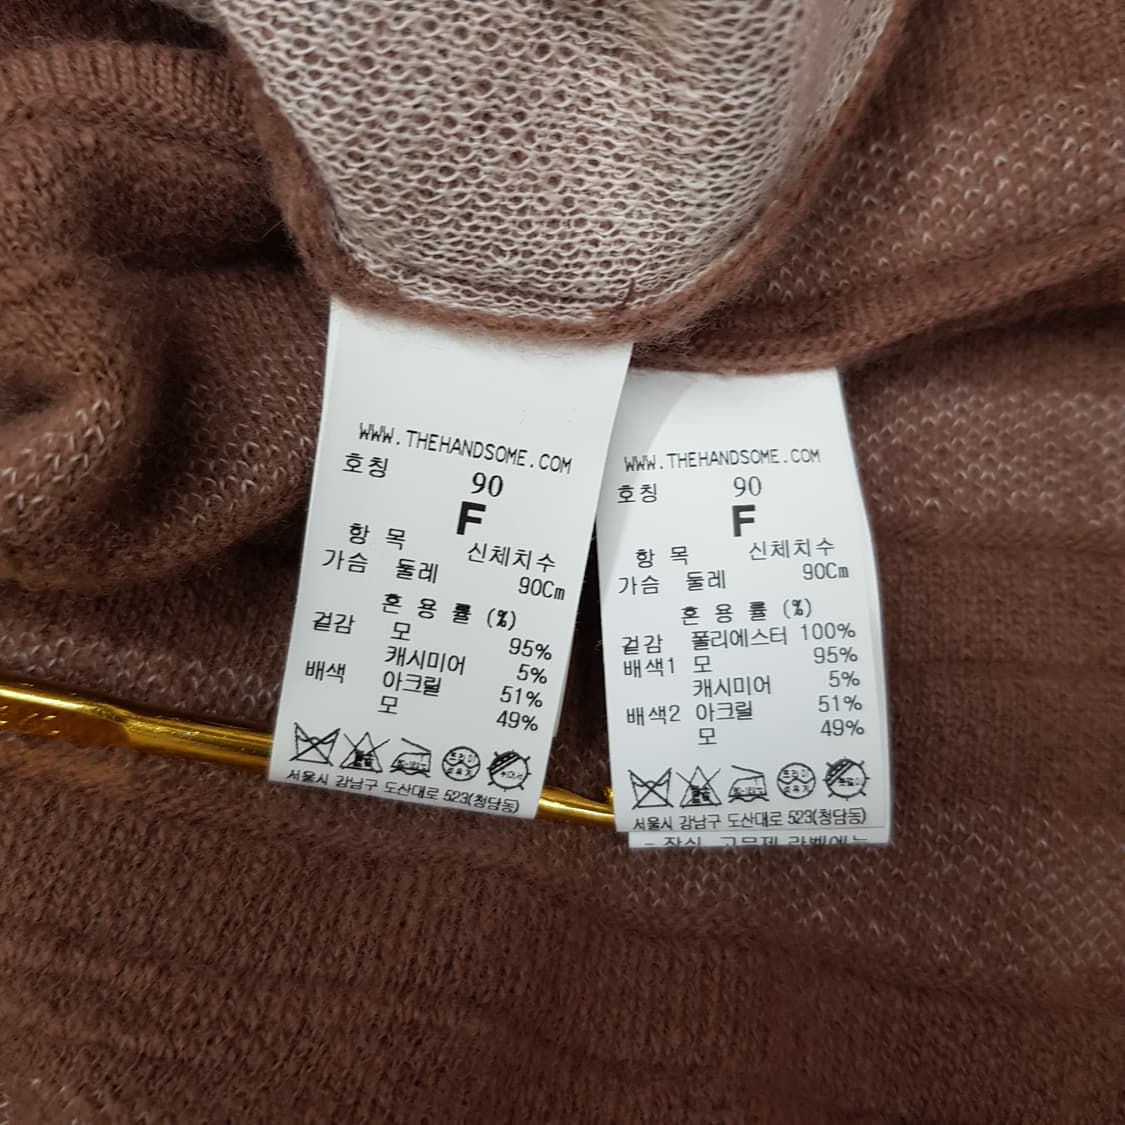 WWW.THEHANDSOME.COM
호칭 90
F
항 목 신체치수
가슴 둘레 90Cm
혼 용 률 (%)
겉감 모 95%
캐시미어 5%
배색 아크릴 51%
모 49%
서울시 강남구 도산대로 523(청담동)
WWW.THEHANDSOME.COM
호칭 90
F
항 목 신체치수
가슴 둘레 90Cm
혼 용 률 (%)
겉감 폴리에스터 100%
배색1 모 95%
캐시미어 5%
배색2 아크릴 51%
모 49%
서울시 강남구 도산대로 523(청담동)